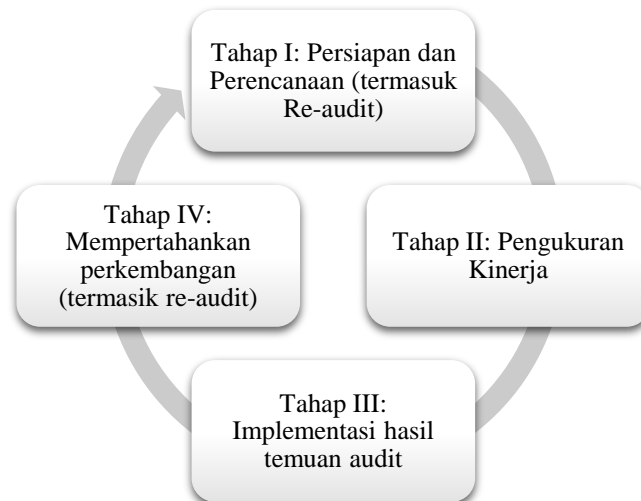 Tahap I: Persiapan dan
Perencanaan (termasuk
Re-audit)
Tahap II: Pengukuran
Kinerja
Tahap III:
Implementasi hasil
temuan audit
Tahap IV:
Mempertahankan
perkembangan
(termasik re-audit)